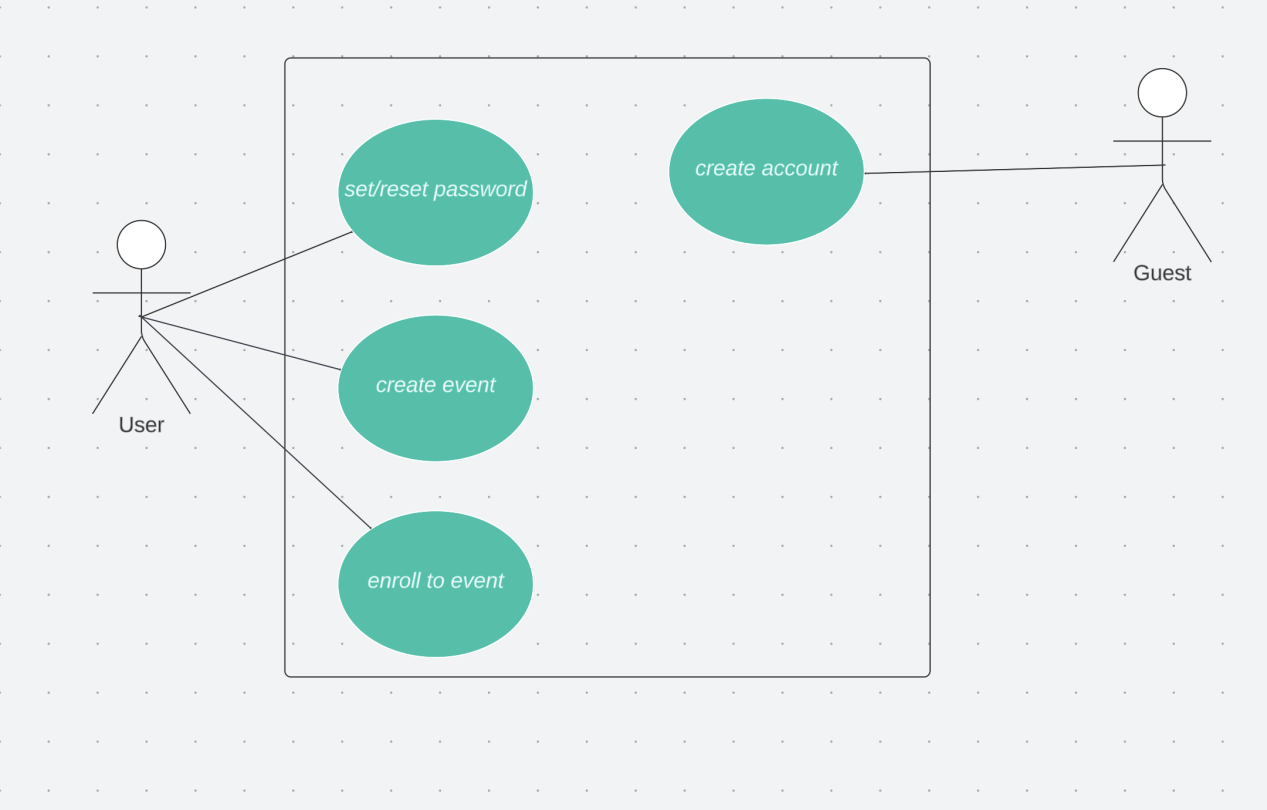 set/reset password
create account
create event
enroll to event
User
Guest